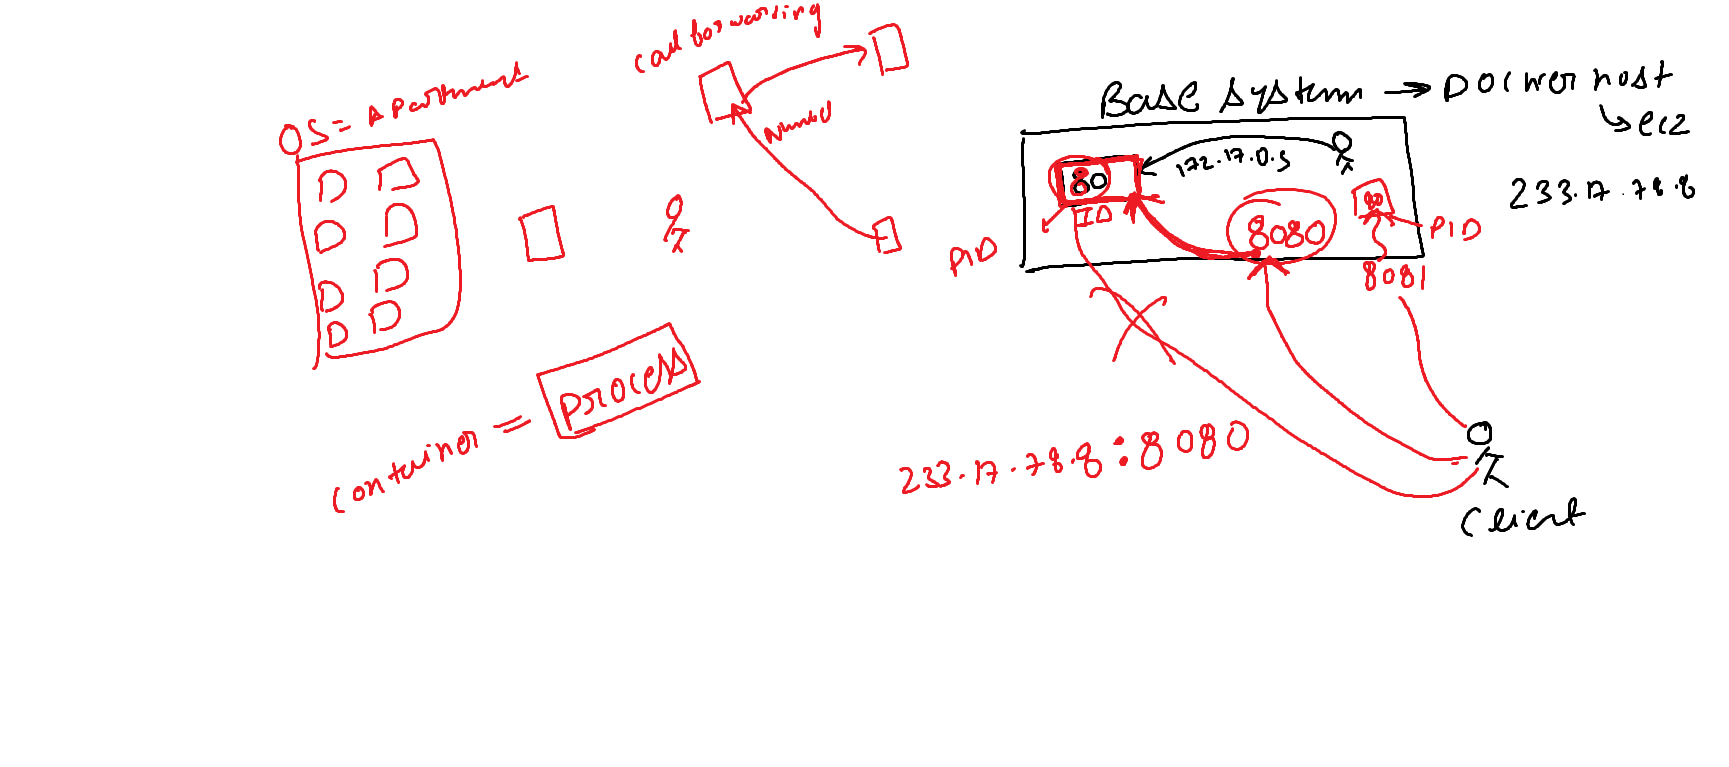 Call forwarding
OS = Apartment
D D
D D
D D
D D
Number
Container = Process
Base System → Docker host
↳ ec2
233.17.78.8
80
172.17.0.5
ID
8080
80
PID
PID
8081
233.17.78.8:8080
Client